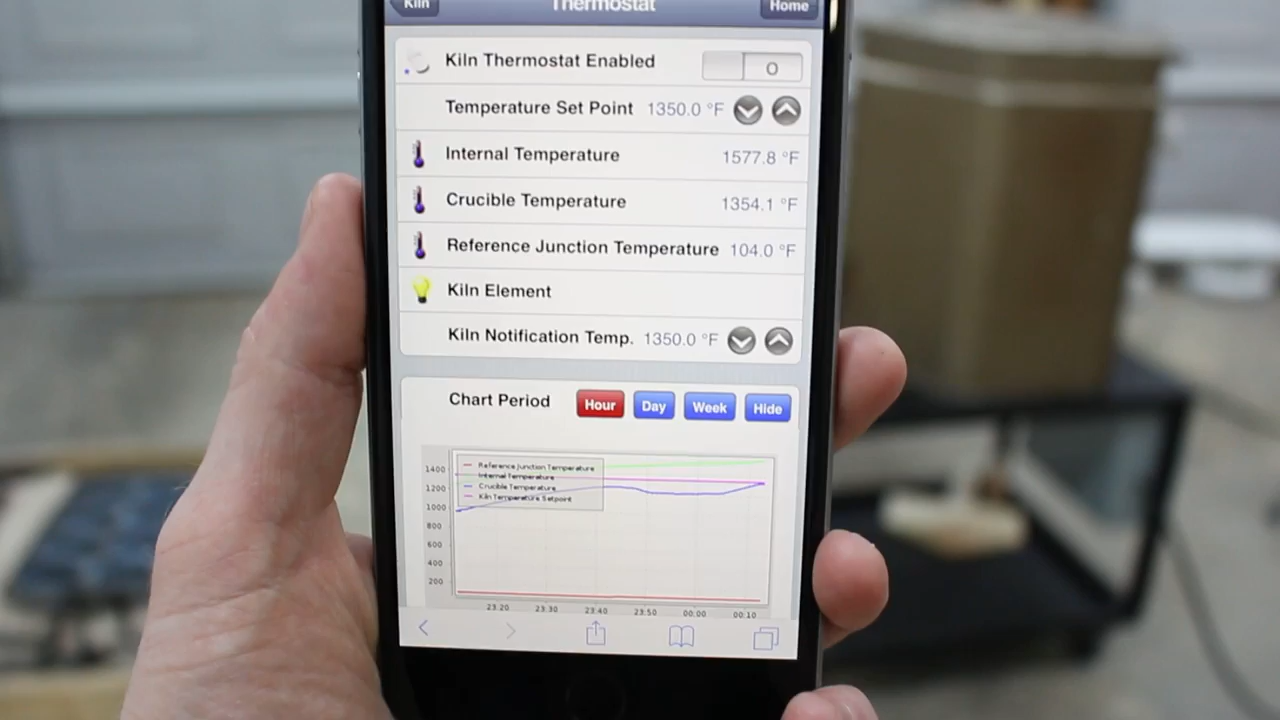 Kiln Thermostat Home
Kiln Thermostat Enabled O
Temperature Set Point 1350.0 °F
Internal Temperature 1577.8 °F
Crucible Temperature 1354.1 °F
Reference Junction Temperature 104.0 °F
Kiln Element
Kiln Notification Temp. 1350.0 °F
Chart Period Hour Day Week Hide
Reference Junction Temperature
Internal Temperature
Crucible Temperature
Kiln Temperature Setpoint
1400
1200
1000
800
600
400
200
23:20 23:30 23:40 23:50 00:00 00:10